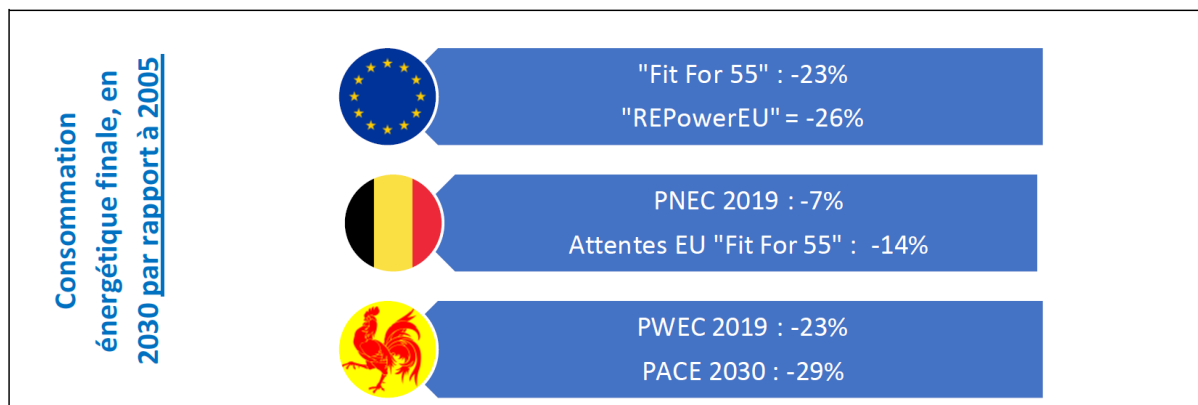 Consommation
énergétique finale, en
2030 par rapport à 2005
"Fit For 55" : -23%
"REPowerEU" = -26%
PNEC 2019 : -7%
Attentes EU "Fit For 55" :  -14%
PWEC 2019 : -23%
PACE 2030 : -29%